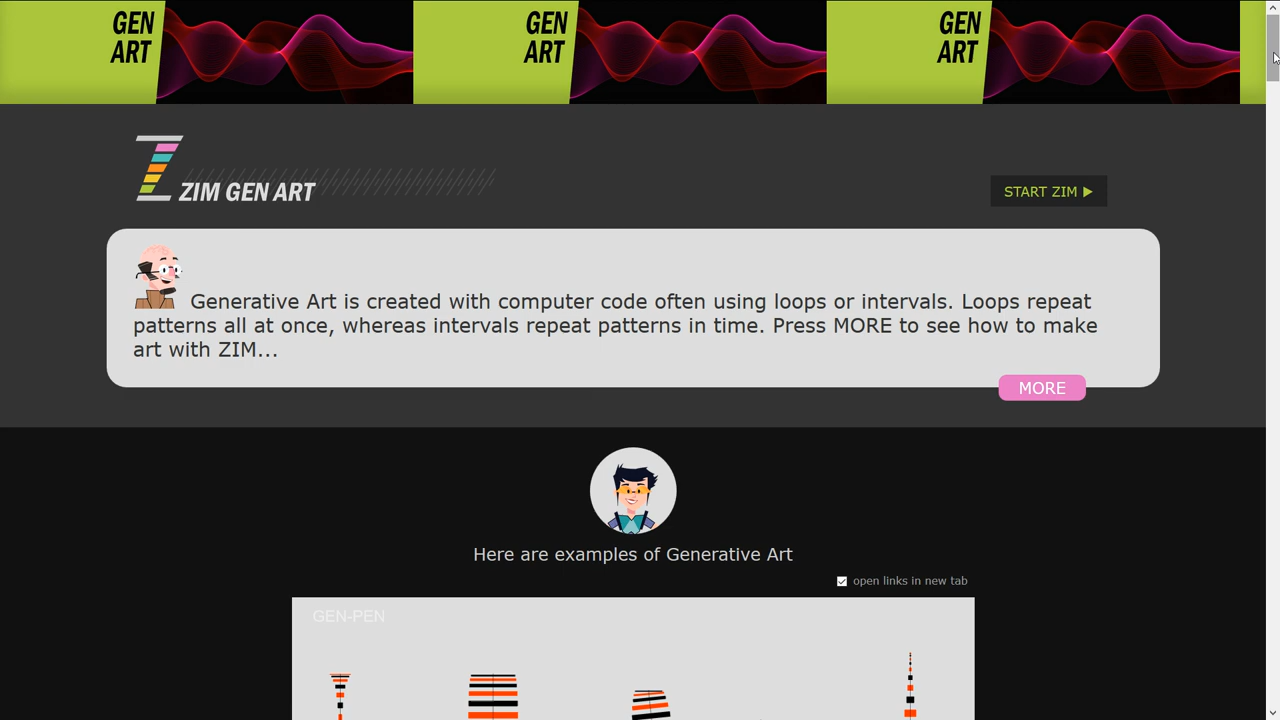 GEN
ART
GEN
ART
GEN
ART
ZIM GEN ART
START ZIM ▶
Generative Art is created with computer code often using loops or intervals. Loops repeat
patterns all at once, whereas intervals repeat patterns in time. Press MORE to see how to make
art with ZIM...
MORE
Here are examples of Generative Art
open links in new tab
GEN-PEN